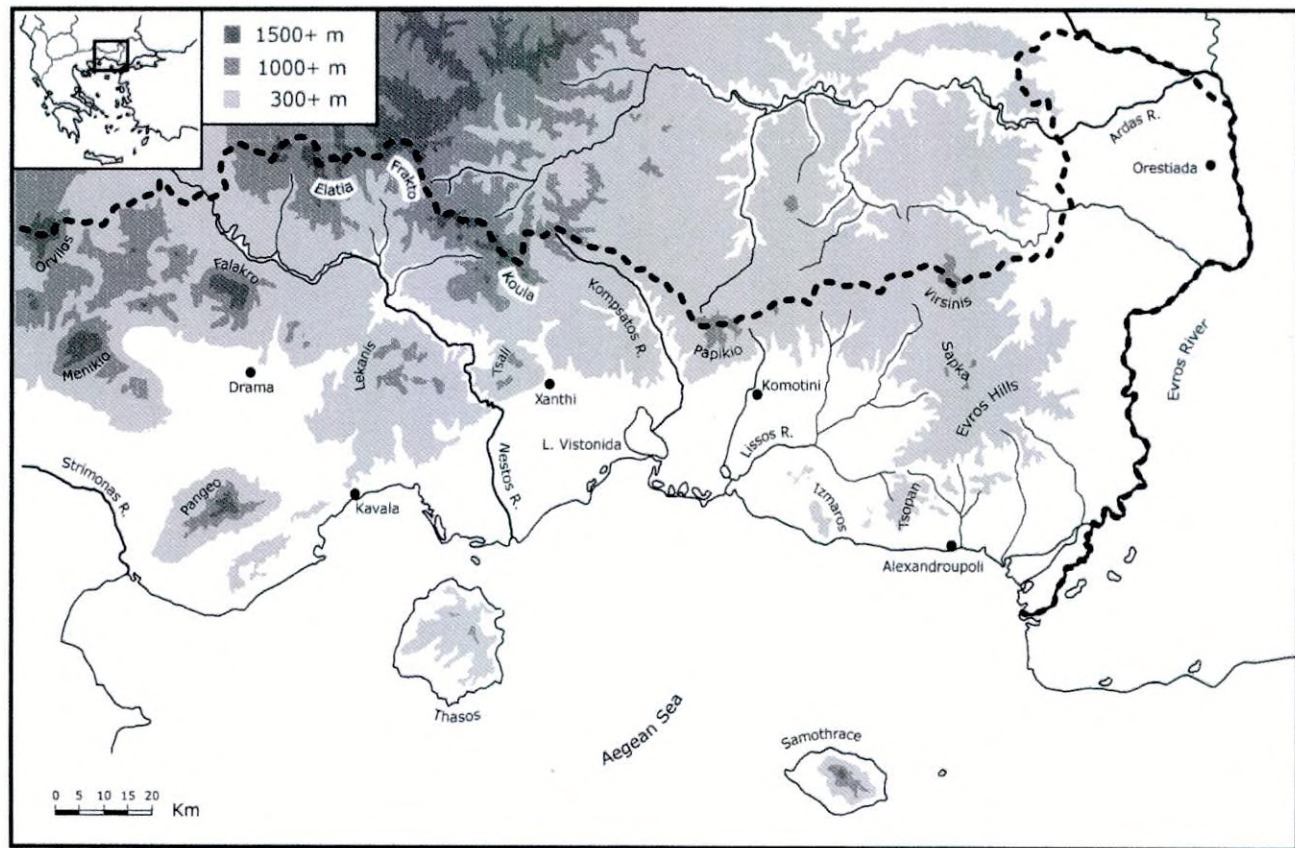 1500+ m
1000+ m
300+ m
Ardas R.
Orestiada
Elatia
Frakto
Orvilos
Falakro
Koula
Kompsatos R.
Virsinis
Papikio
Menikio
Drama
Lekanis
Tsali
Xanthi
Komotini
Sapka
Evros Hills
Evros River
L. Vistonida
Lissos R.
Strimonas R.
Pangeo
Kavala
Nestos R.
Izmaros
Tsopan
Alexandroupoli
Thasos
Aegean Sea
Samothrace
0 5 10 15 20
Km